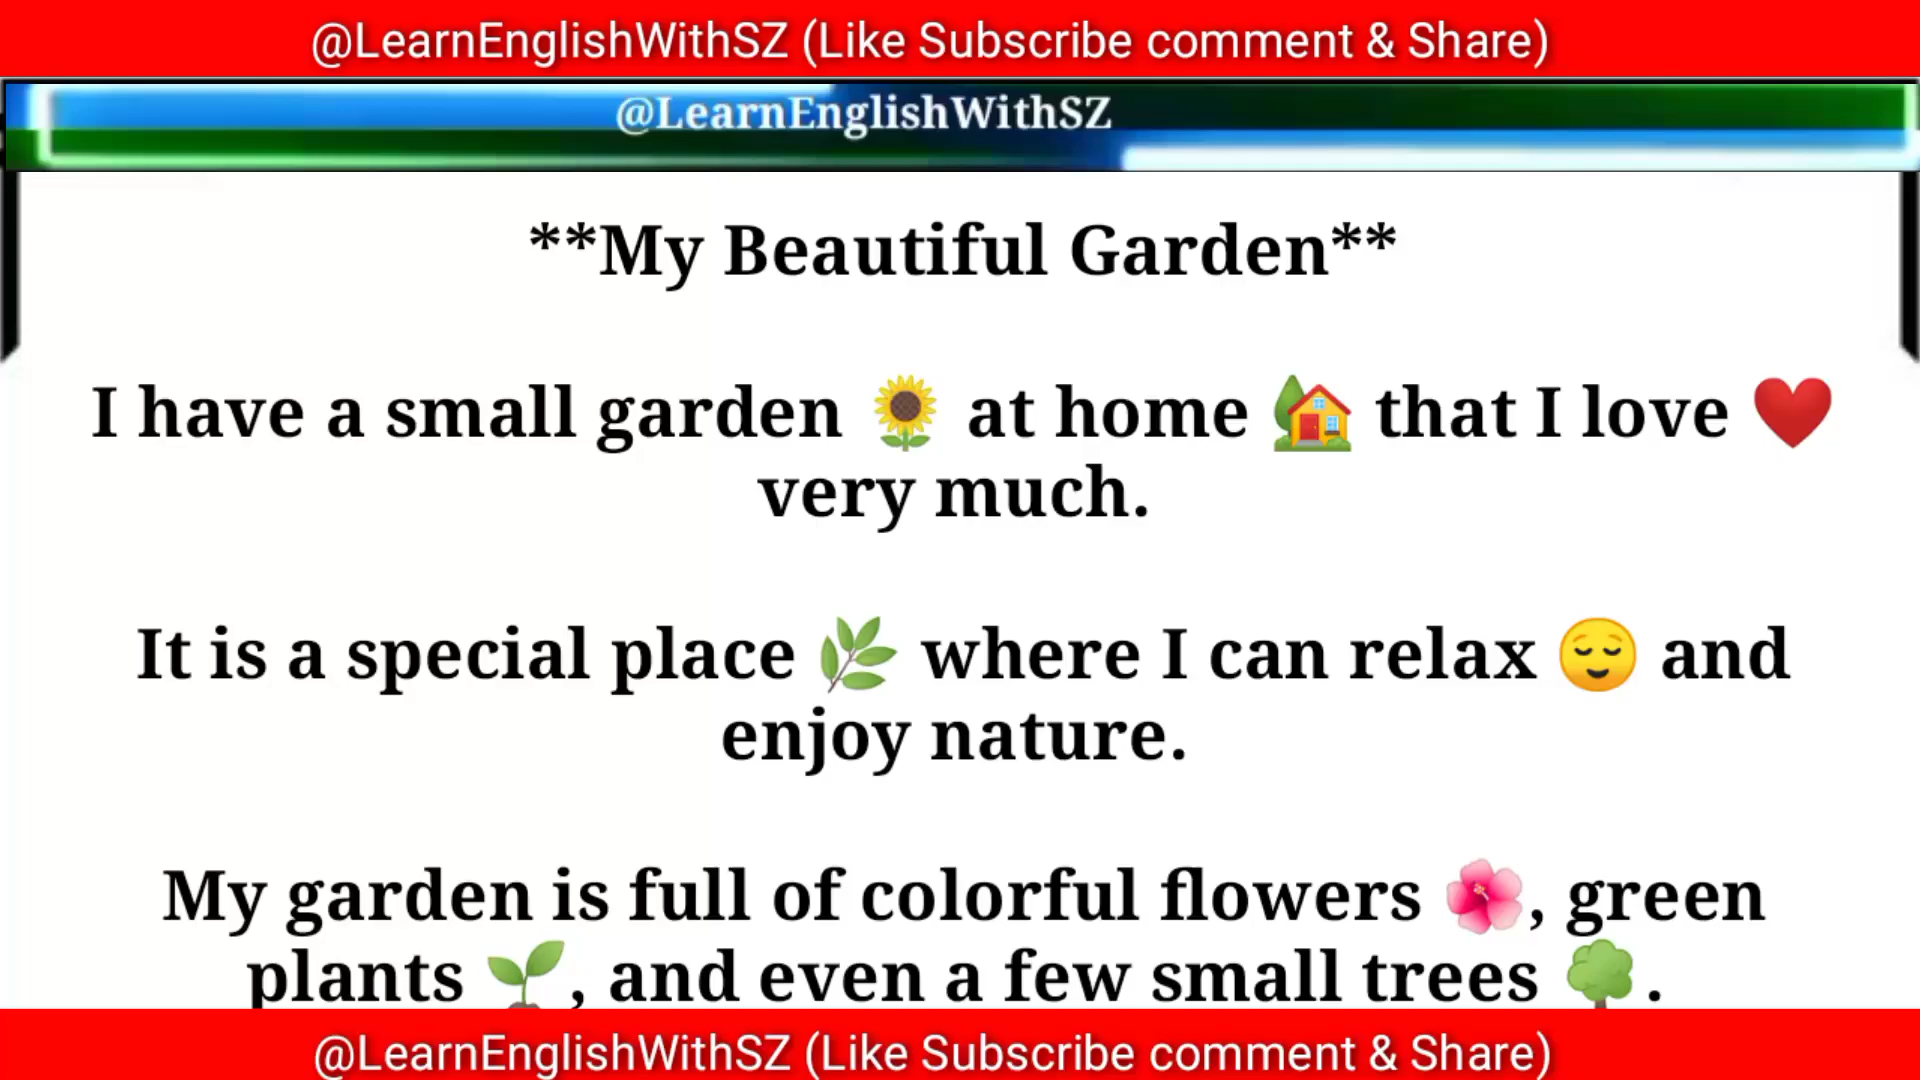 @LearnEnglishWithSZ (Like Subscribe comment & Share)
@LearnEnglishWithSZ
**My Beautiful Garden**
I have a small garden 🌻 at home 🏡 that I love ❤️
very much.
It is a special place 🌿 where I can relax 😌 and
enjoy nature.
My garden is full of colorful flowers 🌺, green
plants 🌱, and even a few small trees 🌳.
@LearnEnglishWithSZ (Like Subscribe comment & Share)